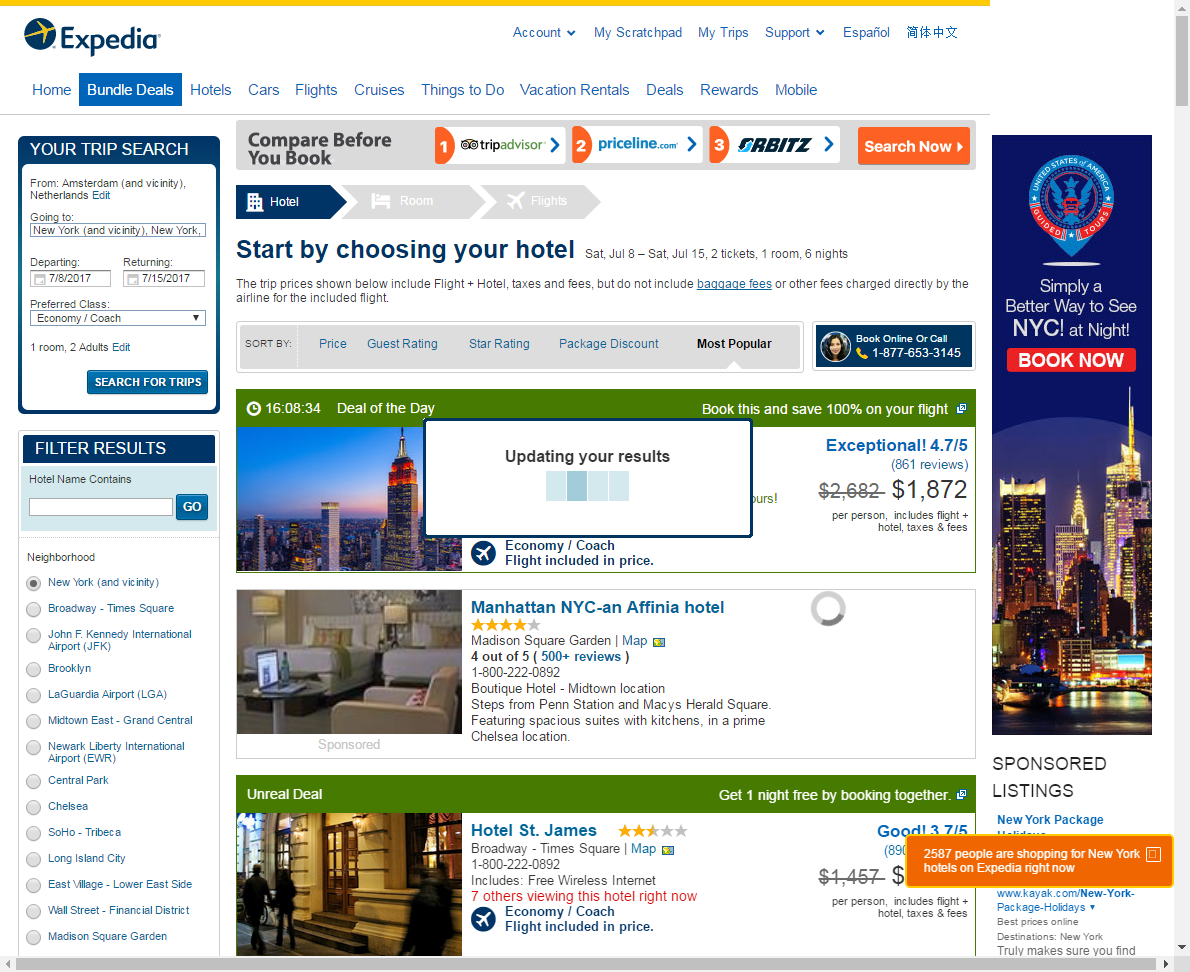 Expedia
Account
My Scratchpad
My Trips
Support
Español
简体中文
Home
Bundle Deals
Hotels
Cars
Flights
Cruises
Things to Do
Vacation Rentals
Deals
Rewards
Mobile
YOUR TRIP SEARCH
From: Amsterdam (and vicinity),
Netherlands Edit
Going to:
New York (and vicinity), New York,
Departing:
Returning:
7/8/2017
7/15/2017
Preferred Class:
Economy / Coach
1 room, 2 Adults Edit
SEARCH FOR TRIPS
FILTER RESULTS
Hotel Name Contains
GO
Neighborhood
New York (and vicinity)
Broadway - Times Square
John F. Kennedy International
Airport (JFK)
Brooklyn
LaGuardia Airport (LGA)
Midtown East - Grand Central
Newark Liberty International
Airport (EWR)
Central Park
Chelsea
SoHo - Tribeca
Long Island City
East Village - Lower East Side
Wall Street - Financial District
Madison Square Garden
Compare Before
You Book
1 tripadvisor
2 priceline.com
3 ORBITZ
Search Now
Hotel
Room
Flights
Start by choosing your hotel Sat, Jul 8 – Sat, Jul 15, 2 tickets, 1 room, 6 nights
The trip prices shown below include Flight + Hotel, taxes and fees, but do not include baggage fees or other fees charged directly by the
airline for the included flight.
SORT BY:
Price
Guest Rating
Star Rating
Package Discount
Most Popular
Book Online Or Call
1-877-653-3145
16:08:34 Deal of the Day
Book this and save 100% on your flight
Updating your results
ours!
Exceptional! 4.7/5
(861 reviews)
$2,682 $1,872
per person, includes flight +
hotel, taxes & fees
Economy / Coach
Flight included in price.
Manhattan NYC-an Affinia hotel
Madison Square Garden | Map
4 out of 5 ( 500+ reviews )
1-800-222-0892
Boutique Hotel - Midtown location
Steps from Penn Station and Macys Herald Square.
Featuring spacious suites with kitchens, in a prime
Chelsea location.
Sponsored
Unreal Deal
Get 1 night free by booking together.
Hotel St. James
Broadway - Times Square | Map
1-800-222-0892
Includes: Free Wireless Internet
7 others viewing this hotel right now
Economy / Coach
Flight included in price.
Good! 3.7/5
(890
$1,457 $
per person, includes flight +
hotel, taxes & fees
UNITED STATES of AMERICA
GUIDED TOURS
Simply a
Better Way to See
NYC! at Night!
BOOK NOW
SPONSORED
LISTINGS
New York Package
Holidays
2587 people are shopping for New York
hotels on Expedia right now
www.kayak.com/New-York-
Package-Holidays
Best prices online
Destinations: New York
Truly makes sure you find